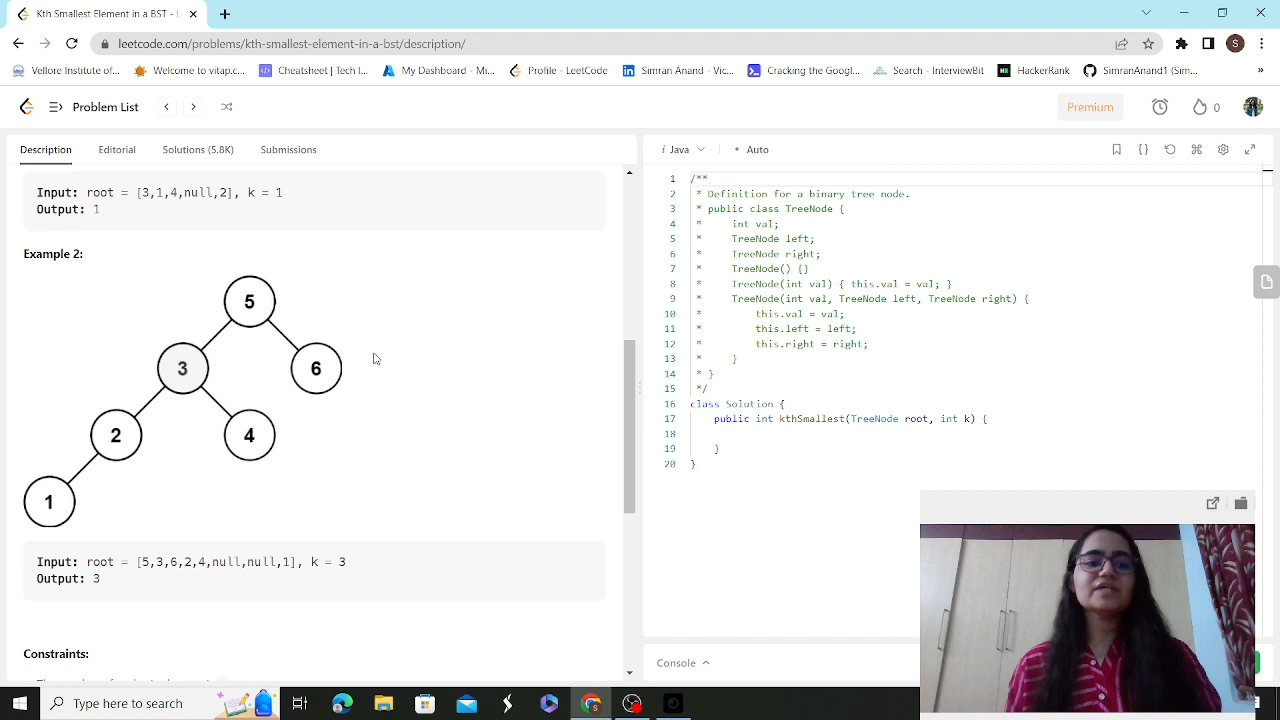 Kth Smallest Element in a BST -
leetcode.com/problems/kth-smallest-element-in-bst/description/
Vellore Institute of...
Welcome to vitap.c...
Codechefset | Tech I...
My Dashboard - Mi...
Profile - LeetCode
Simran Anand - Vic...
Cracking the Googl...
Search - InterviewBit
HackerRank
SimranAnand1 (Sim...
Problem List
Premium
0
Description
Editorial
Solutions (5.8K)
Submissions
Input: root = [3,1,4,null,2], k = 1
Output: 1
Example 2:
5
3
6
2
4
1
Input: root = [5,3,6,2,4,null,null,1], k = 3
Output: 3
Constraints:
i Java
• Auto
1 /**
2 * Definition for a binary tree node.
3 * public class TreeNode {
4 * int val;
5 * TreeNode left;
6 * TreeNode right;
7 * TreeNode() {}
8 * TreeNode(int val) { this.val = val; }
9 * TreeNode(int val, TreeNode left, TreeNode right) {
10 * this.val = val;
11 * this.left = left;
12 * this.right = right;
13 * }
14 * }
15 */
16 class Solution {
17 public int kthSmallest(TreeNode root, int k) {
18
19 }
20 }
Console
Type here to search